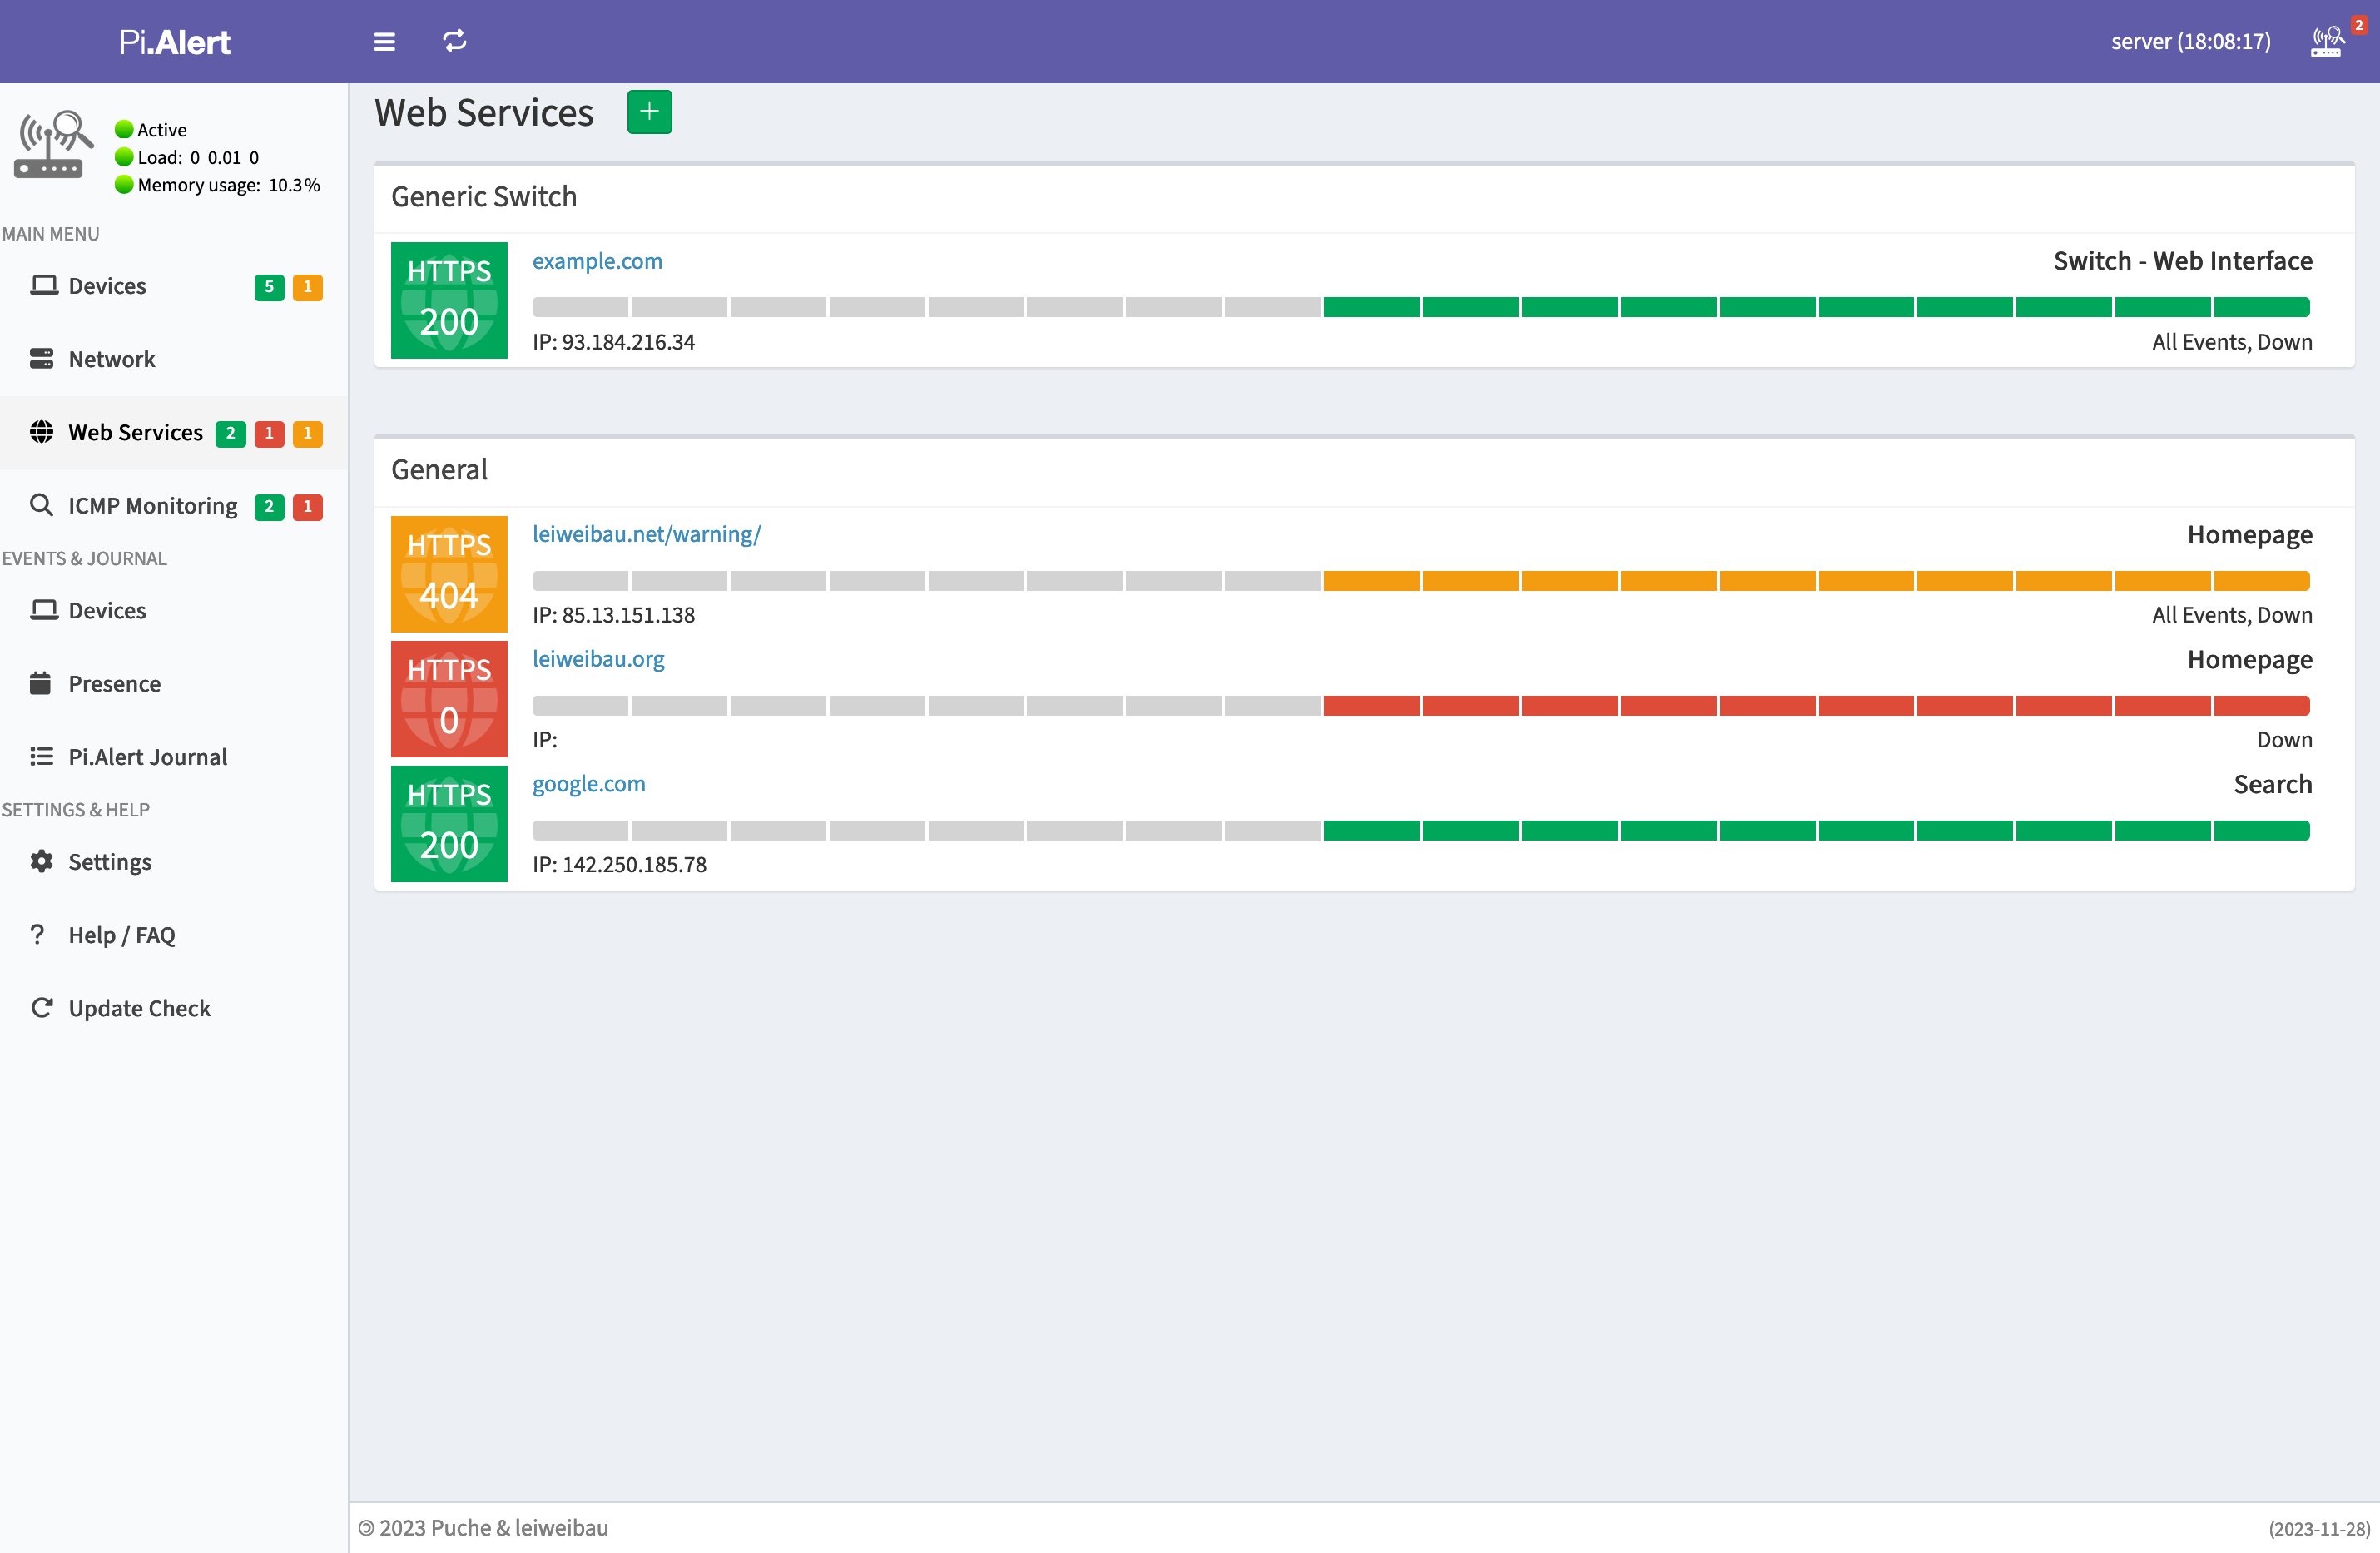 Pi.Alert
server (18:08:17)
2
Active
Load: 0 0.01 0
Memory usage: 10.3%
MAIN MENU
Devices 5 1
Network
Web Services 2 1 1
ICMP Monitoring 2 1
EVENTS & JOURNAL
Devices
Presence
Pi.Alert Journal
SETTINGS & HELP
Settings
Help / FAQ
Update Check
Web Services +
Generic Switch
HTTPS
200
example.com
Switch - Web Interface
IP: 93.184.216.34
All Events, Down
General
HTTPS
404
leiweibau.net/warning/
Homepage
IP: 85.13.151.138
All Events, Down
HTTPS
0
leiweibau.org
Homepage
IP:
Down
HTTPS
200
google.com
Search
IP: 142.250.185.78
🄯 2023 Puche & leiweibau
(2023-11-28)